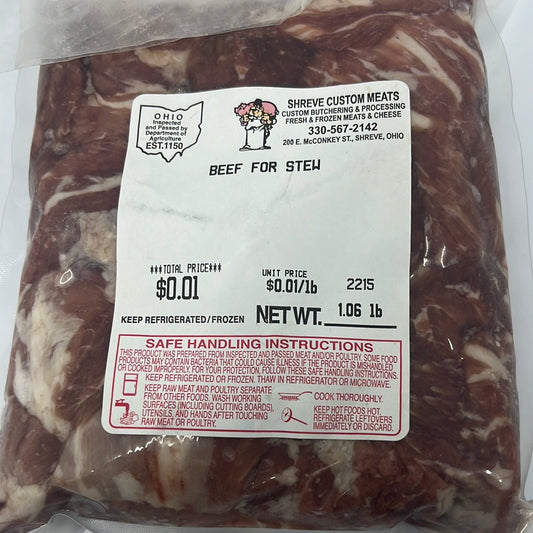 OHIO
Inspected
and Passed by
Department of
Agriculture
EST.1150
SHREVE CUSTOM MEATS
CUSTOM BUTCHERING & PROCESSING
FRESH & FROZEN MEATS & CHEESE
330-567-2142
200 E. McCONKEY ST., SHREVE, OHIO
BEEF FOR STEW
***TOTAL PRICE***
$0.01
UNIT PRICE
$0.01/lb
2215
KEEP REFRIGERATED/FROZEN
NET WT. 1.06 lb
SAFE HANDLING INSTRUCTIONS
THIS PRODUCT WAS PREPARED FROM INSPECTED AND PASSED MEAT AND/OR POULTRY. SOME FOOD
PRODUCTS MAY CONTAIN BACTERIA THAT COULD CAUSE ILLNESS IF THE PRODUCT IS MISHANDLED
OR COOKED IMPROPERLY. FOR YOUR PROTECTION, FOLLOW THESE SAFE HANDLING INSTRUCTIONS.
KEEP REFRIGERATED OR FROZEN. THAW IN REFRIGERATOR OR MICROWAVE.
KEEP RAW MEAT AND POULTRY SEPARATE
FROM OTHER FOODS. WASH WORKING
SURFACES (INCLUDING CUTTING BOARDS),
UTENSILS, AND HANDS AFTER TOUCHING
RAW MEAT OR POULTRY.
COOK THOROUGHLY.
KEEP HOT FOODS HOT.
REFRIGERATE LEFTOVERS
IMMEDIATELY OR DISCARD.